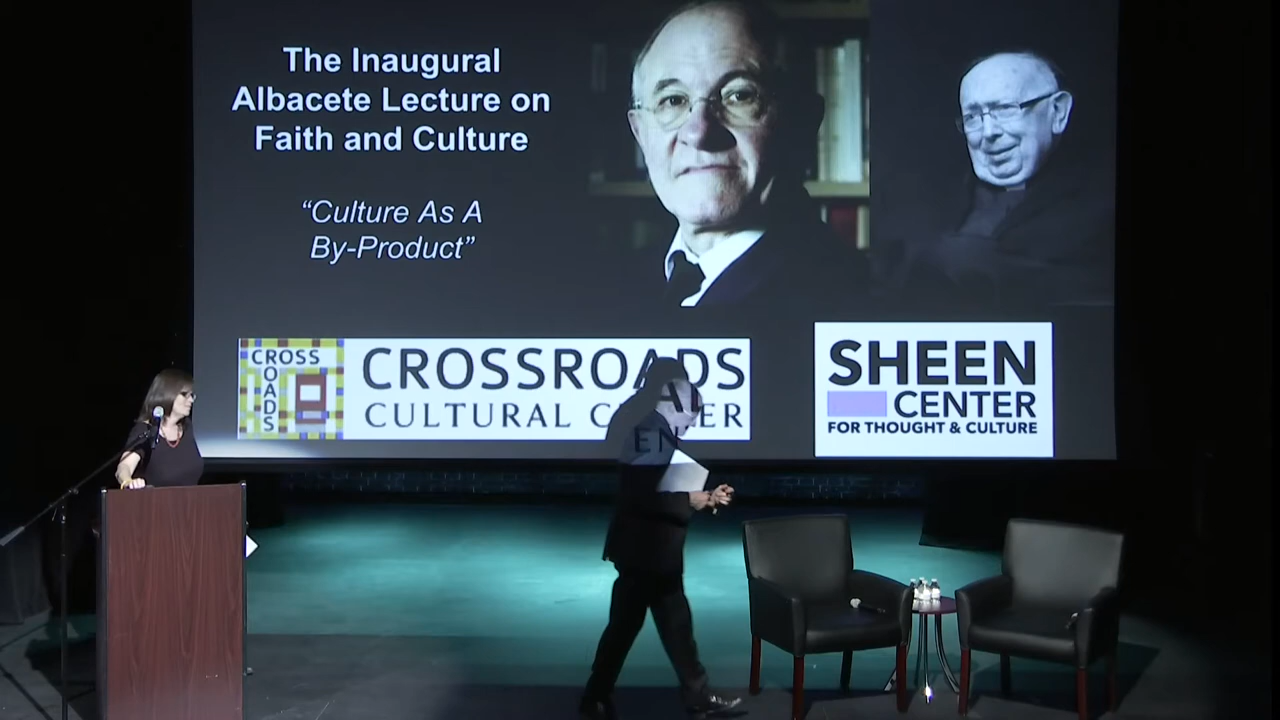 The Inaugural
Albacete Lecture on
Faith and Culture
“Culture As A
By-Product”
CROSS
ROADS
CROSSROADS
CULTURAL CENTER
SHEEN
CENTER
FOR THOUGHT & CULTURE